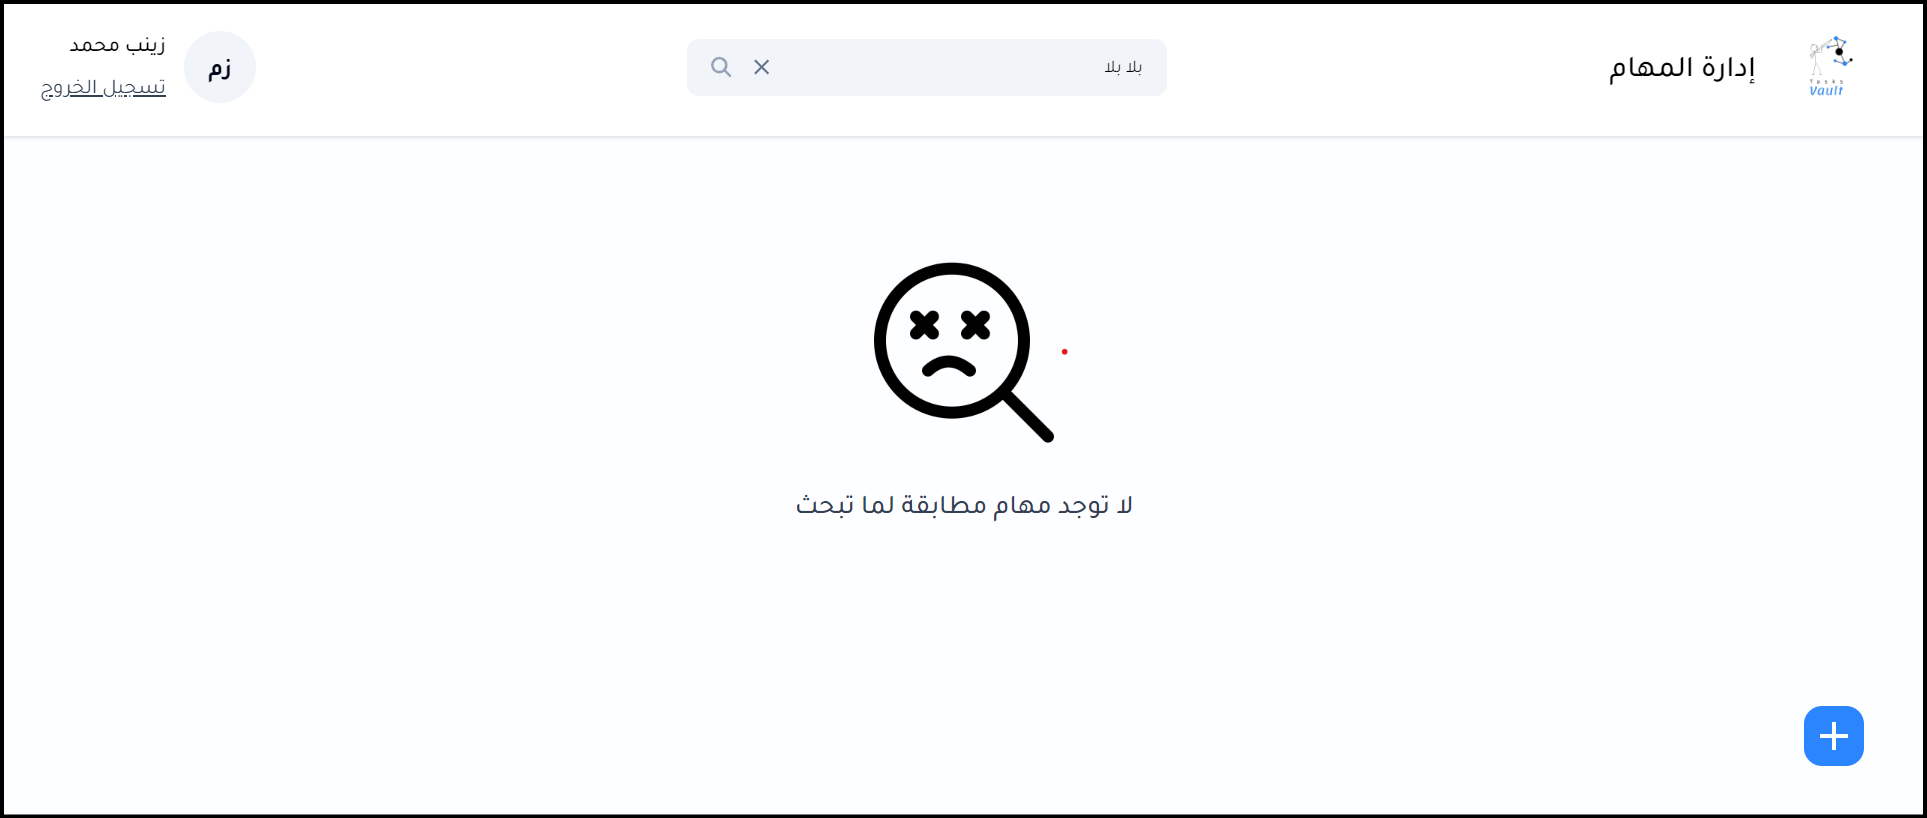 Tasks
Vault
إدارة المهام
بلا بلا
زم
زينب محمد
تسجيل الخروج
لا توجد مهام مطابقة لما تبحث